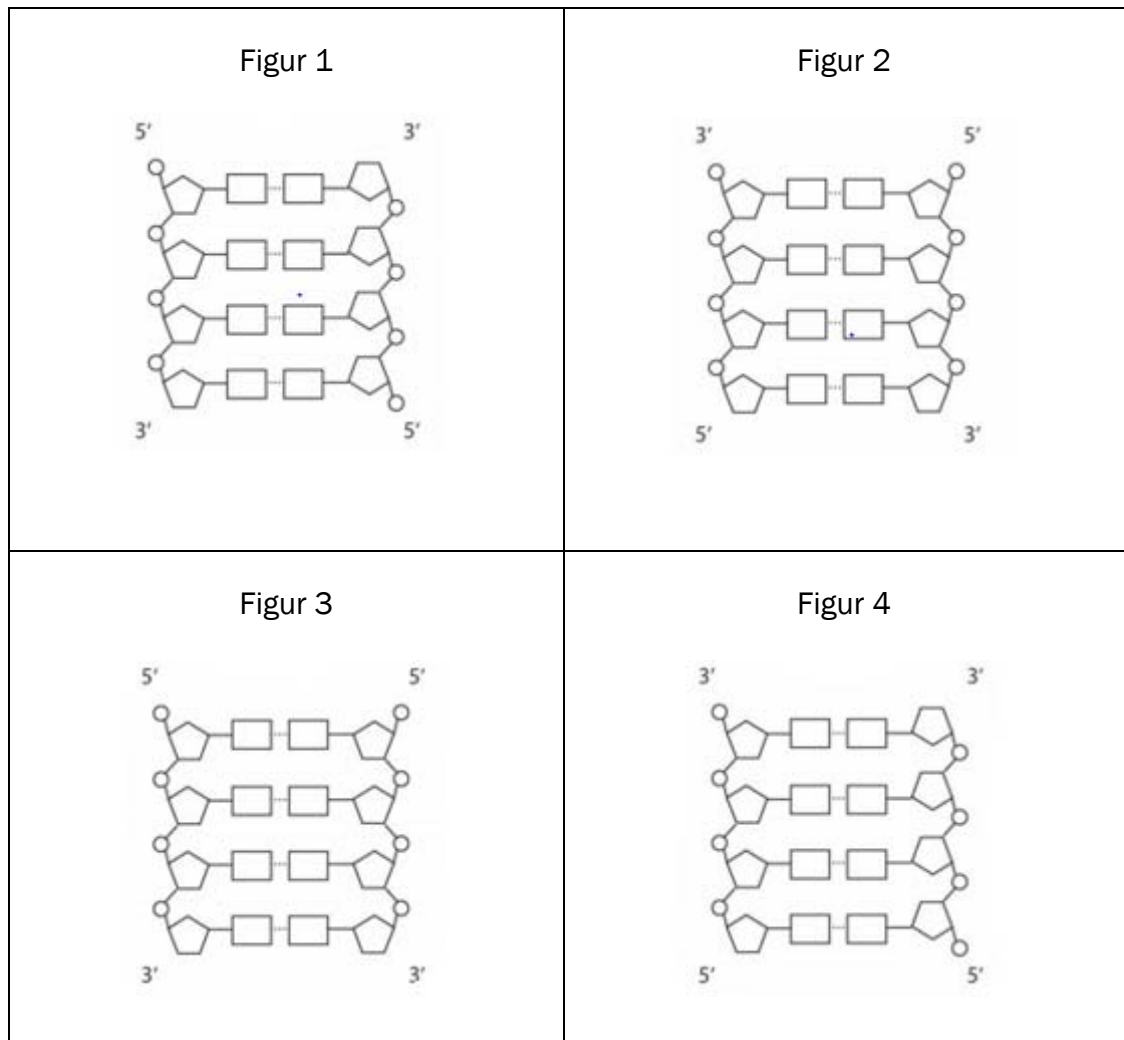 Figur 1
5′ 3′
3′ 5′
Figur 2
3′ 5′
5′ 3′
Figur 3
5′ 5′
3′ 3′
Figur 4
3′ 3′
5′ 5′